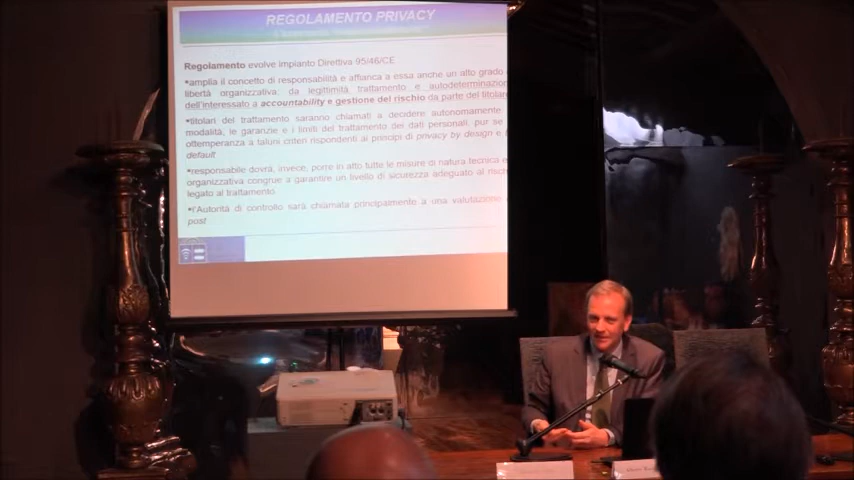 REGOLAMENTO PRIVACY
Regolamento evolve impianto Direttiva 95/46/CE
▪amplia il concetto di responsabilità e affianca a essa anche un alto grado
libertà organizzativa: da legittimità trattamento e autodeterminazion
dell'interessato a accountability e gestione del rischio da parte del titolare
▪titolari del trattamento saranno chiamati a decidere autonomamente
modalità, le garanzie e i limiti del trattamento dei dati personali, pur se
ottemperanza a taluni criteri rispondenti ai principi di privacy by design e
default
▪responsabile dovrà, invece, porre in atto tutte le misure di natura tecnica e
organizzativa congrue a garantire un livello di sicurezza adeguato al risch
legato al trattamento
▪l'Autorità di controllo sarà chiamata principalmente a una valutazione
post